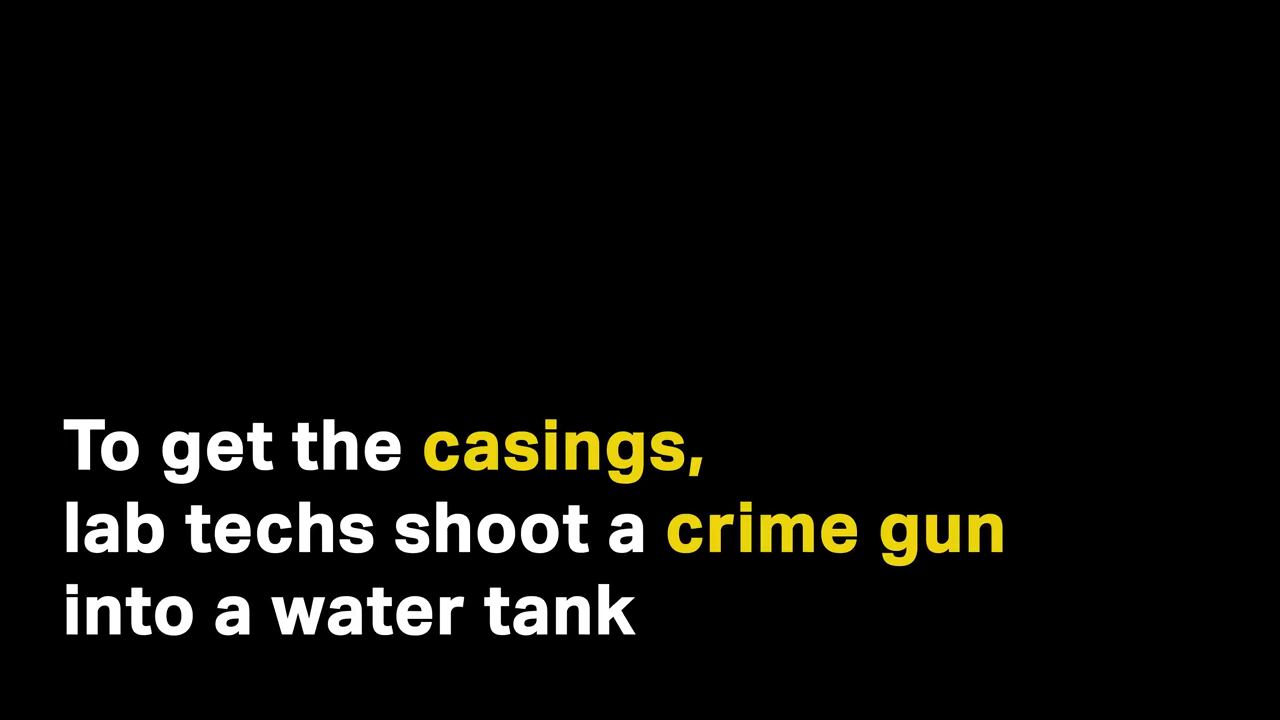 To get the casings,
lab techs shoot a crime gun
into a water tank